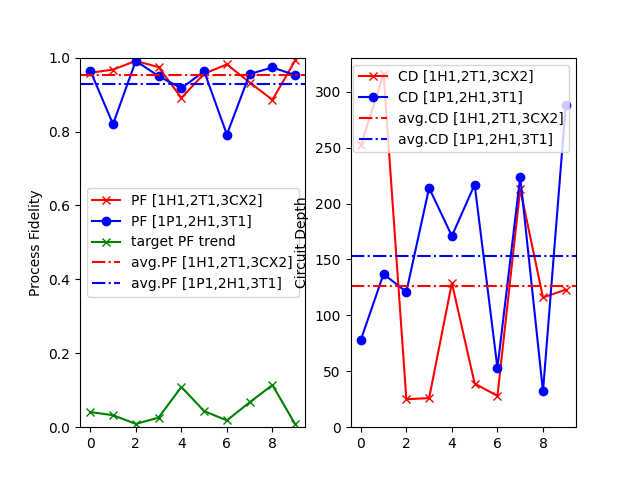 1.0
0.8
0.6
0.4
0.2
0.0
Process Fidelity
PF [1H1,2T1,3CX2]
PF [1P1,2H1,3T1]
target PF trend
avg.PF [1H1,2T1,3CX2]
avg.PF [1P1,2H1,3T1]
0 2 4 6 8
300
250
200
150
100
50
0
Circuit Depth
CD [1H1,2T1,3CX2]
CD [1P1,2H1,3T1]
avg.CD [1H1,2T1,3CX2]
avg.CD [1P1,2H1,3T1]
0 2 4 6 8